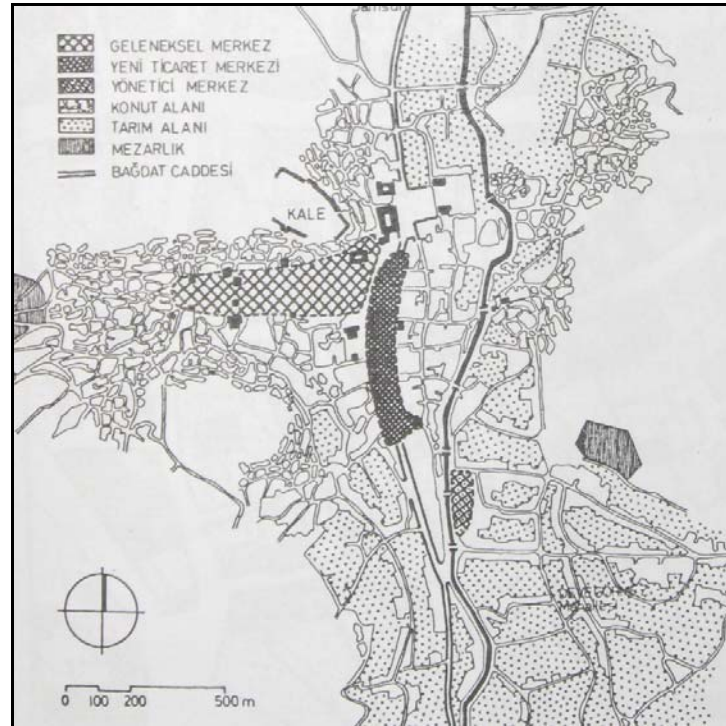 Samsun
GELENEKSEL MERKEZ
YENİ TİCARET MERKEZİ
YÖNETİCİ MERKEZ
KONUT ALANI
TARIM ALANI
MEZARLIK
BAĞDAT CADDESİ
KALE
0 100 200 500 m